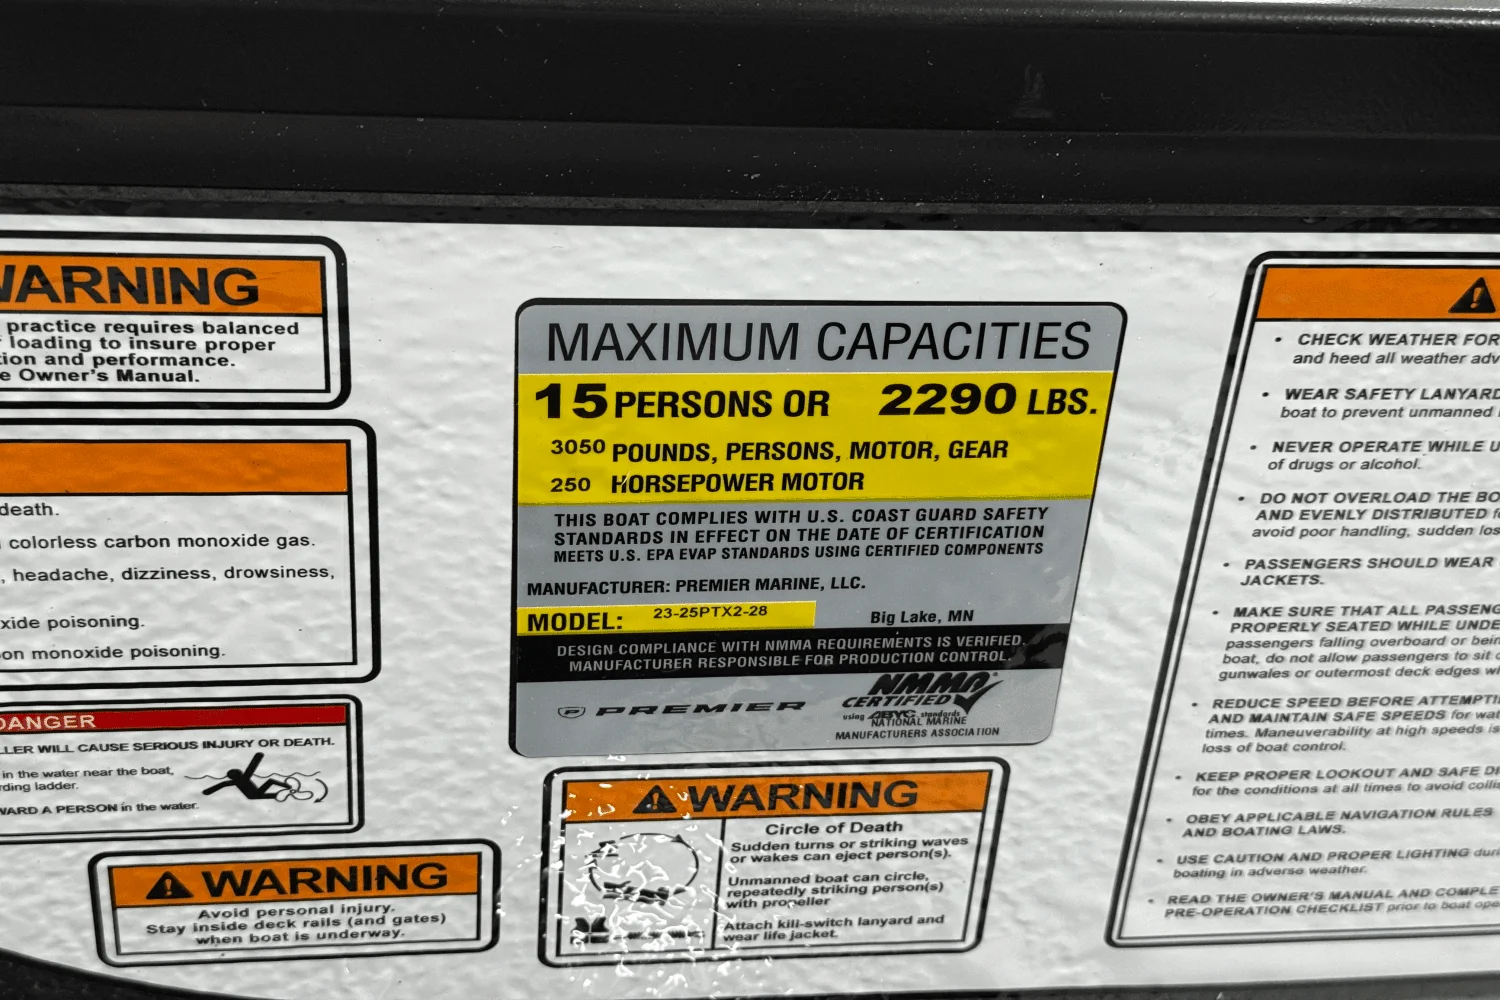 WARNING
practice requires balanced
loading to insure proper
and performance.
Owner's Manual.
death.
colorless carbon monoxide gas.
, headache, dizziness, drowsiness,
poisoning.
monoxide poisoning.
DANGER
WILL CAUSE SERIOUS INJURY OR DEATH.
in the water near the boat,
ladder.
A PERSON in the water.
WARNING
Avoid personal injury.
Stay inside deck rails (and gates)
when boat is underway.
MAXIMUM CAPACITIES
15 PERSONS OR 2290 LBS.
3050 POUNDS, PERSONS, MOTOR, GEAR
250 HORSEPOWER MOTOR
THIS BOAT COMPLIES WITH U.S. COAST GUARD SAFETY
STANDARDS IN EFFECT ON THE DATE OF CERTIFICATION
MEETS U.S. EPA EVAP STANDARDS USING CERTIFIED COMPONENTS
MANUFACTURER: PREMIER MARINE, LLC.
MODEL: 23-25PTX2-28 Big Lake, MN
DESIGN COMPLIANCE WITH NMMA REQUIREMENTS IS VERIFIED.
MANUFACTURER RESPONSIBLE FOR PRODUCTION CONTROL.
PREMIER
NMMA®
CERTIFIED
using ABYC standards
NATIONAL MARINE
MANUFACTURERS ASSOCIATION
WARNING
Circle of Death
Sudden turns or striking waves
or wakes can eject person(s).
Unmanned boat can circle,
repeatedly striking person(s)
with propeller
Attach kill-switch lanyard and
wear life jacket.
• CHECK WEATHER
and heed all weather
• WEAR SAFETY LANYARD
boat to prevent unmanned
• NEVER OPERATE WHILE
of drugs or alcohol.
• DO NOT OVERLOAD THE
AND EVENLY DISTRIBUTED
avoid poor handling, sudden
• PASSENGERS SHOULD WEAR
JACKETS.
• MAKE SURE THAT ALL
PROPERLY SEATED WHILE
passengers falling overboard or
boat, do not allow passengers to sit
gunwales or outermost deck edges
• REDUCE SPEED BEFORE
AND MAINTAIN SAFE SPEEDS for
times. Maneuverability at high speeds is
loss of boat control.
• KEEP PROPER LOOKOUT AND SAFE
for the conditions at all times to avoid
• OBEY APPLICABLE NAVIGATION RULES
AND BOATING LAWS.
• USE CAUTION AND PROPER LIGHTING
boating in adverse weather.
• READ THE OWNER'S MANUAL AND
PRE-OPERATION CHECKLIST prior to boat